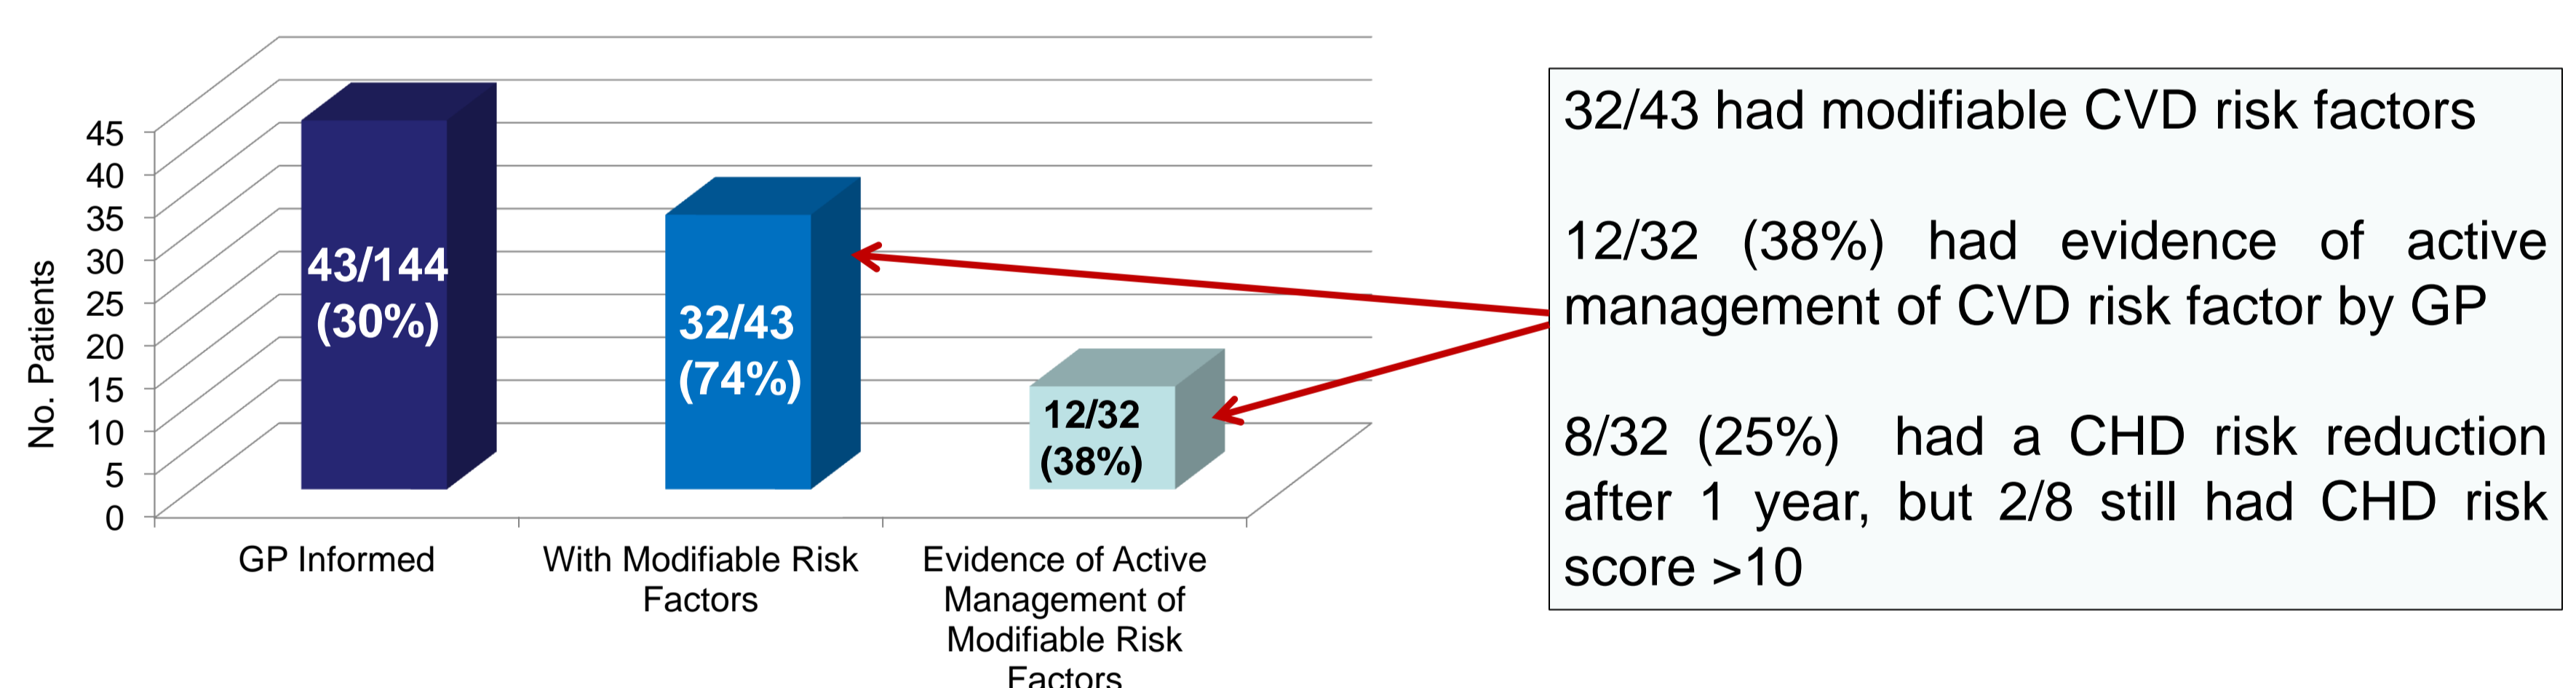 45
40
35
30
25
20
15
10
5
0
No. Patients
43/144
(30%)
32/43
(74%)
12/32
(38%)
GP Informed
With Modifiable Risk
Factors
Evidence of Active
Management of
Modifiable Risk
Factors
32/43 had modifiable CVD risk factors
12/32 (38%) had evidence of active
management of CVD risk factor by GP
8/32 (25%) had a CHD risk reduction
after 1 year, but 2/8 still had CHD risk
score >10